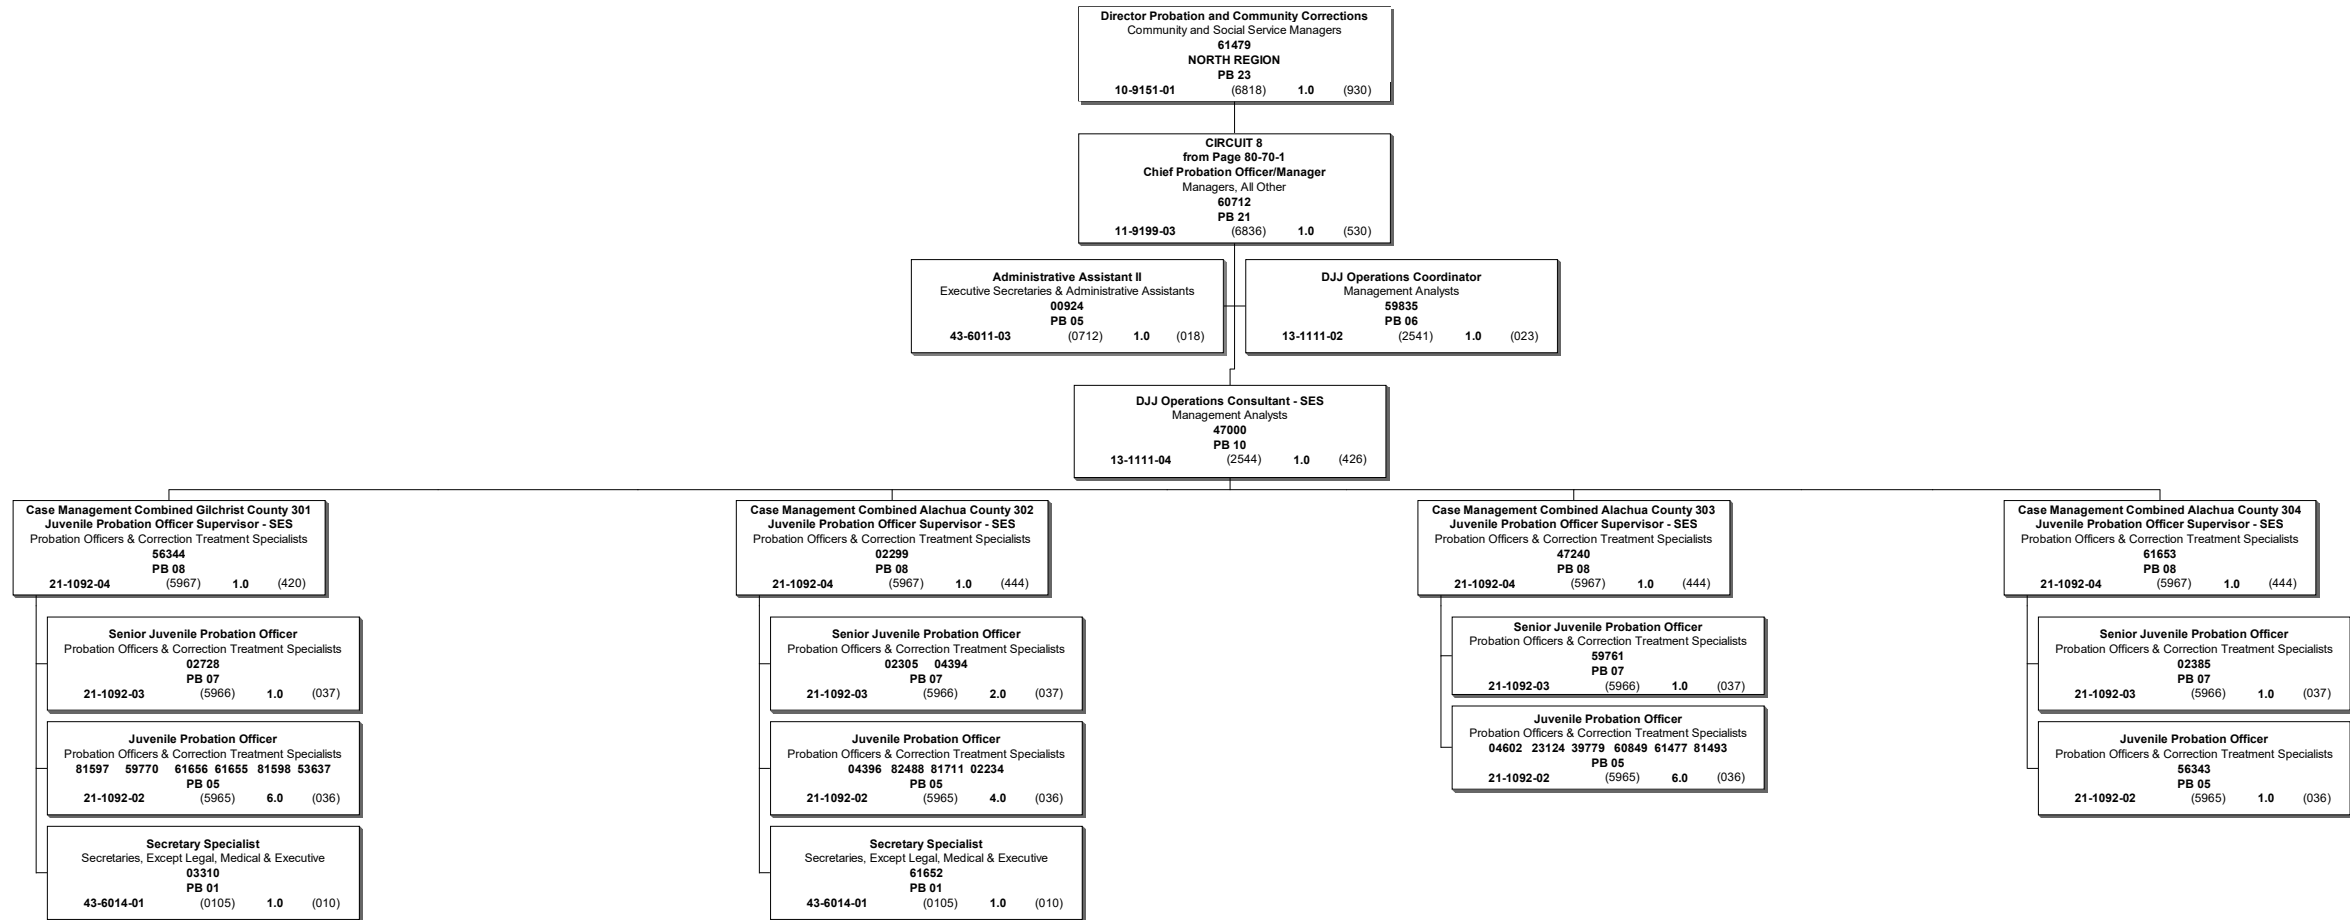 Director Probation and Community Corrections
Community and Social Service Managers
61479
NORTH REGION
PB 23
10-9151-01 (6818) 1.0 (930)
CIRCUIT 8
from Page 80-70-1
Chief Probation Officer/Manager
Managers, All Other
60712
PB 21
11-9199-03 (6836) 1.0 (530)
Administrative Assistant II
Executive Secretaries & Administrative Assistants
00924
PB 05
43-6011-03 (0712) 1.0 (018)
DJJ Operations Coordinator
Management Analysts
59835
PB 06
13-1111-02 (2541) 1.0 (023)
DJJ Operations Consultant - SES
Management Analysts
47000
PB 10
13-1111-04 (2544) 1.0 (426)
Case Management Combined Gilchrist County 301
Juvenile Probation Officer Supervisor - SES
Probation Officers & Correction Treatment Specialists
56344
PB 08
21-1092-04 (5967) 1.0 (420)
Senior Juvenile Probation Officer
Probation Officers & Correction Treatment Specialists
02728
PB 07
21-1092-03 (5966) 1.0 (037)
Juvenile Probation Officer
Probation Officers & Correction Treatment Specialists
81597 59770 61656 61655 81598 53637
PB 05
21-1092-02 (5965) 6.0 (036)
Secretary Specialist
Secretaries, Except Legal, Medical & Executive
03310
PB 01
43-6014-01 (0105) 1.0 (010)
Case Management Combined Alachua County 302
Juvenile Probation Officer Supervisor - SES
Probation Officers & Correction Treatment Specialists
02299
PB 08
21-1092-04 (5967) 1.0 (444)
Senior Juvenile Probation Officer
Probation Officers & Correction Treatment Specialists
02305 04394
PB 07
21-1092-03 (5966) 2.0 (037)
Juvenile Probation Officer
Probation Officers & Correction Treatment Specialists
04396 82488 81711 02234
PB 05
21-1092-02 (5965) 4.0 (036)
Secretary Specialist
Secretaries, Except Legal, Medical & Executive
61652
PB 01
43-6014-01 (0105) 1.0 (010)
Case Management Combined Alachua County 303
Juvenile Probation Officer Supervisor - SES
Probation Officers & Correction Treatment Specialists
47240
PB 08
21-1092-04 (5967) 1.0 (444)
Senior Juvenile Probation Officer
Probation Officers & Correction Treatment Specialists
59761
PB 07
21-1092-03 (5966) 1.0 (037)
Juvenile Probation Officer
Probation Officers & Correction Treatment Specialists
04602 23124 39779 60849 61477 81493
PB 05
21-1092-02 (5965) 6.0 (036)
Case Management Combined Alachua County 304
Juvenile Probation Officer Supervisor - SES
Probation Officers & Correction Treatment Specialists
61653
PB 08
21-1092-04 (5967) 1.0 (444)
Senior Juvenile Probation Officer
Probation Officers & Correction Treatment Specialists
02385
PB 07
21-1092-03 (5966) 1.0 (037)
Juvenile Probation Officer
Probation Officers & Correction Treatment Specialists
56343
PB 05
21-1092-02 (5965) 1.0 (036)